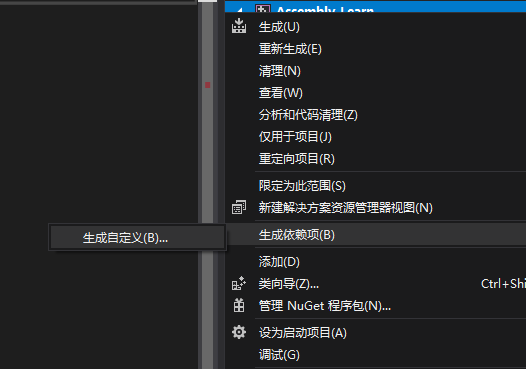 Assembly Learn
生成(U)
重新生成(E)
清理(N)
查看(W)
分析和代码清理(Z)
仅用于项目(J)
重定向项目(R)
限定为此范围(S)
新建解决方案资源管理器视图(N)
生成依赖项(B)
生成自定义(B)...
添加(D)
类向导(Z)... Ctrl+Shi
管理 NuGet 程序包(N)...
设为启动项目(A)
调试(G)